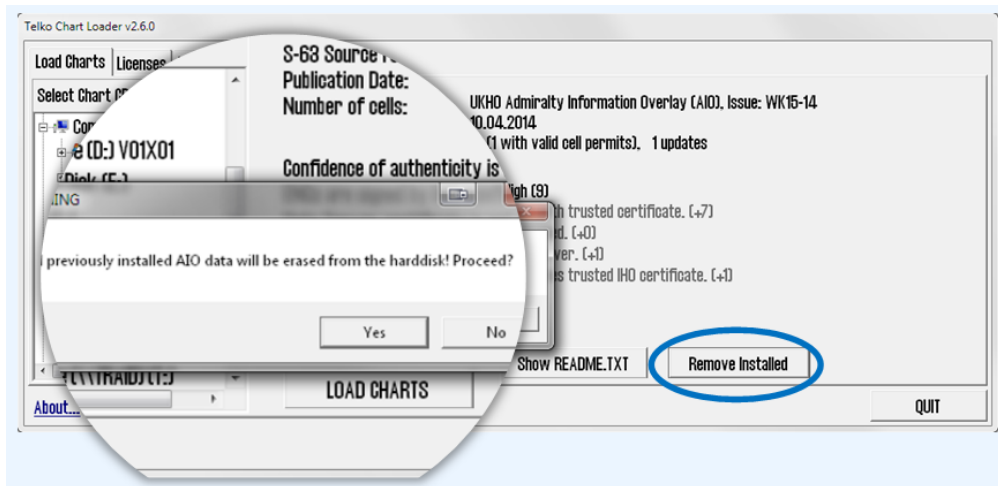 Telko Chart Loader v2.6.0
Load Charts Licenses
Select Chart
S-63 Source
Publication Date:
Number of cells:
UKHO Admiralty Information Overlay (AIO), Issue: WK15-14
10.04.2014
(1 with valid cell permits), 1 updates
(D:) V01X01
Confidence of authenticity is
High (9)
trusted certificate. (+7)
(+0)
(+1)
trusted IHO certificate. (+1)
previously installed AIO data will be erased from the harddisk! Proceed?
Yes No
Show README.TXT Remove Installed
LOAD CHARTS
About... QUIT